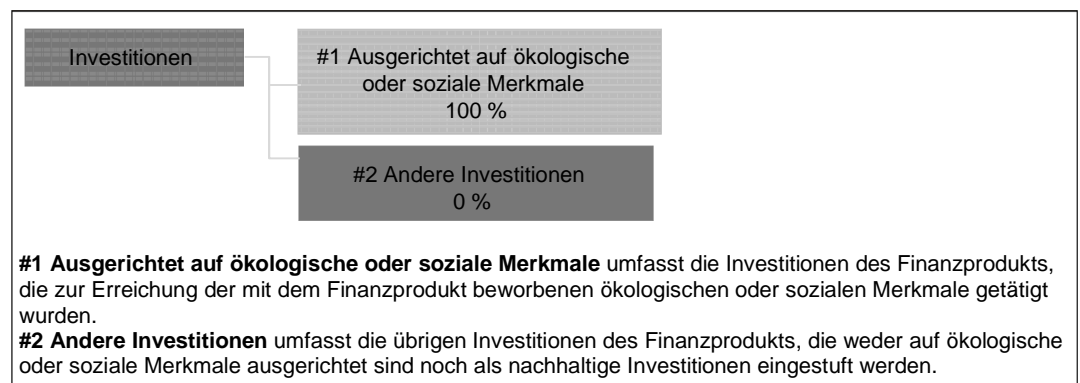 Investitionen
#1 Ausgerichtet auf ökologische
oder soziale Merkmale
100 %
#2 Andere Investitionen
0 %
#1 Ausgerichtet auf ökologische oder soziale Merkmale umfasst die Investitionen des Finanzprodukts,
die zur Erreichung der mit dem Finanzprodukt beworbenen ökologischen oder sozialen Merkmale getätigt
wurden.
#2 Andere Investitionen umfasst die übrigen Investitionen des Finanzprodukts, die weder auf ökologische
oder soziale Merkmale ausgerichtet sind noch als nachhaltige Investitionen eingestuft werden.